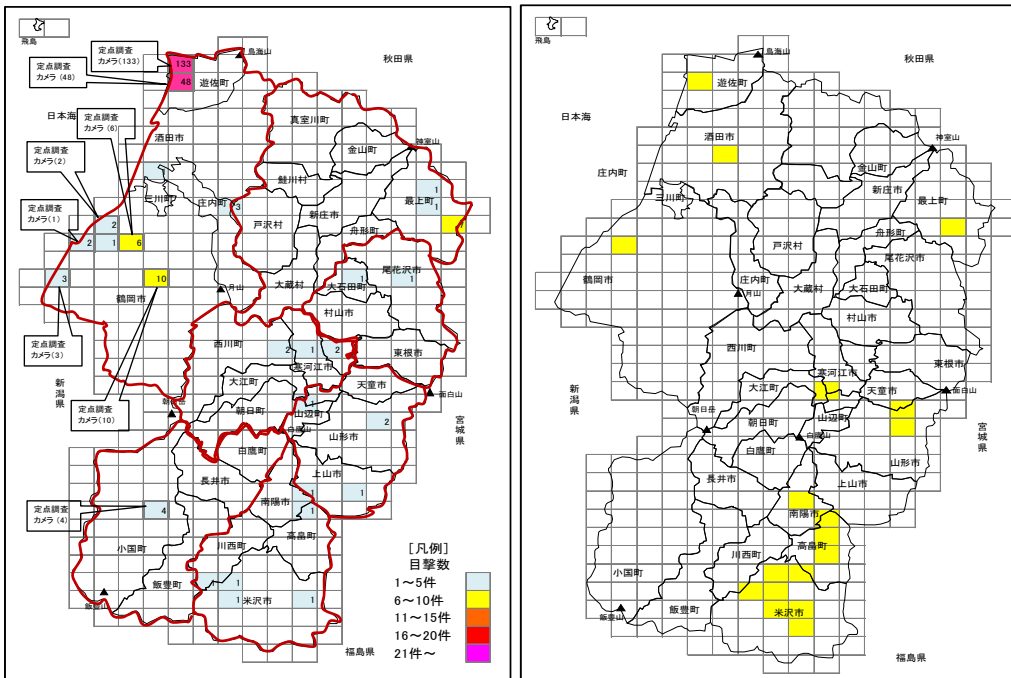 飛島
定点調査
カメラ(133)
133
鳥海山
秋田県
定点調査
カメラ(48)
48
遊佐町
日本海
定点調査
カメラ(6)
真室川町
酒田市
金山町
神室山
定点調査
カメラ(2)
1
鮭川村
1
三川町
庄内町
3
新庄市
1
最上町
定点調査
カメラ(1)
2
戸沢村
舟形町
2
1
6
尾花沢市
3
10
大蔵村
大石田町
1
1
鶴岡市
月山
村山市
定点調査
カメラ(3)
西川町
2
1
2
東根市
寒河江市
新潟県
大江町
天童市
面白山
定点調査
カメラ(10)
朝日岳
朝日町
1
山辺町
2
宮城県
白鷹山
山形市
白鷹町
上山市
長井市
定点調査
カメラ(4)
4
南陽市
1
1
1
小国町
川西町
高畠町
[凡例]
目撃数
飯豊町
1
1~5件
飯豊山
1
米沢市
1
6~10件
11~15件
16~20件
21件~
福島県
飛島
鳥海山
秋田県
遊佐町
日本海
酒田市
神室山
金山町
庄内町
新庄市
三川町
最上町
戸沢村
舟形町
鶴岡市
尾花沢市
庄内町
大蔵村
大石田町
月山
村山市
西川町
東根市
寒河江市
新潟県
大江町
天童市
面白山
朝日岳
朝日町
山辺町
宮城県
白鷹山
白鷹町
山形市
長井市
上山市
南陽市
川西町
高畠町
小国町
飯豊町
米沢市
飯豊山
福島県